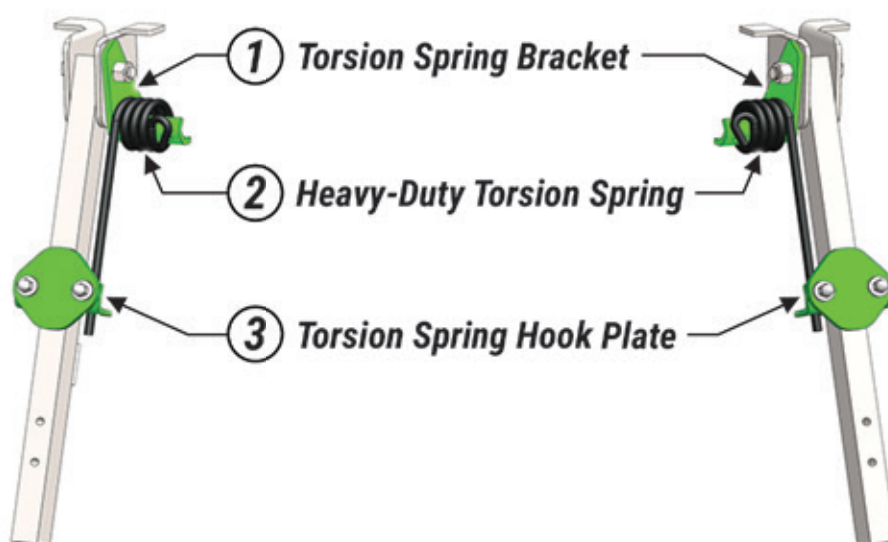 1 Torsion Spring Bracket
2 Heavy-Duty Torsion Spring
3 Torsion Spring Hook Plate